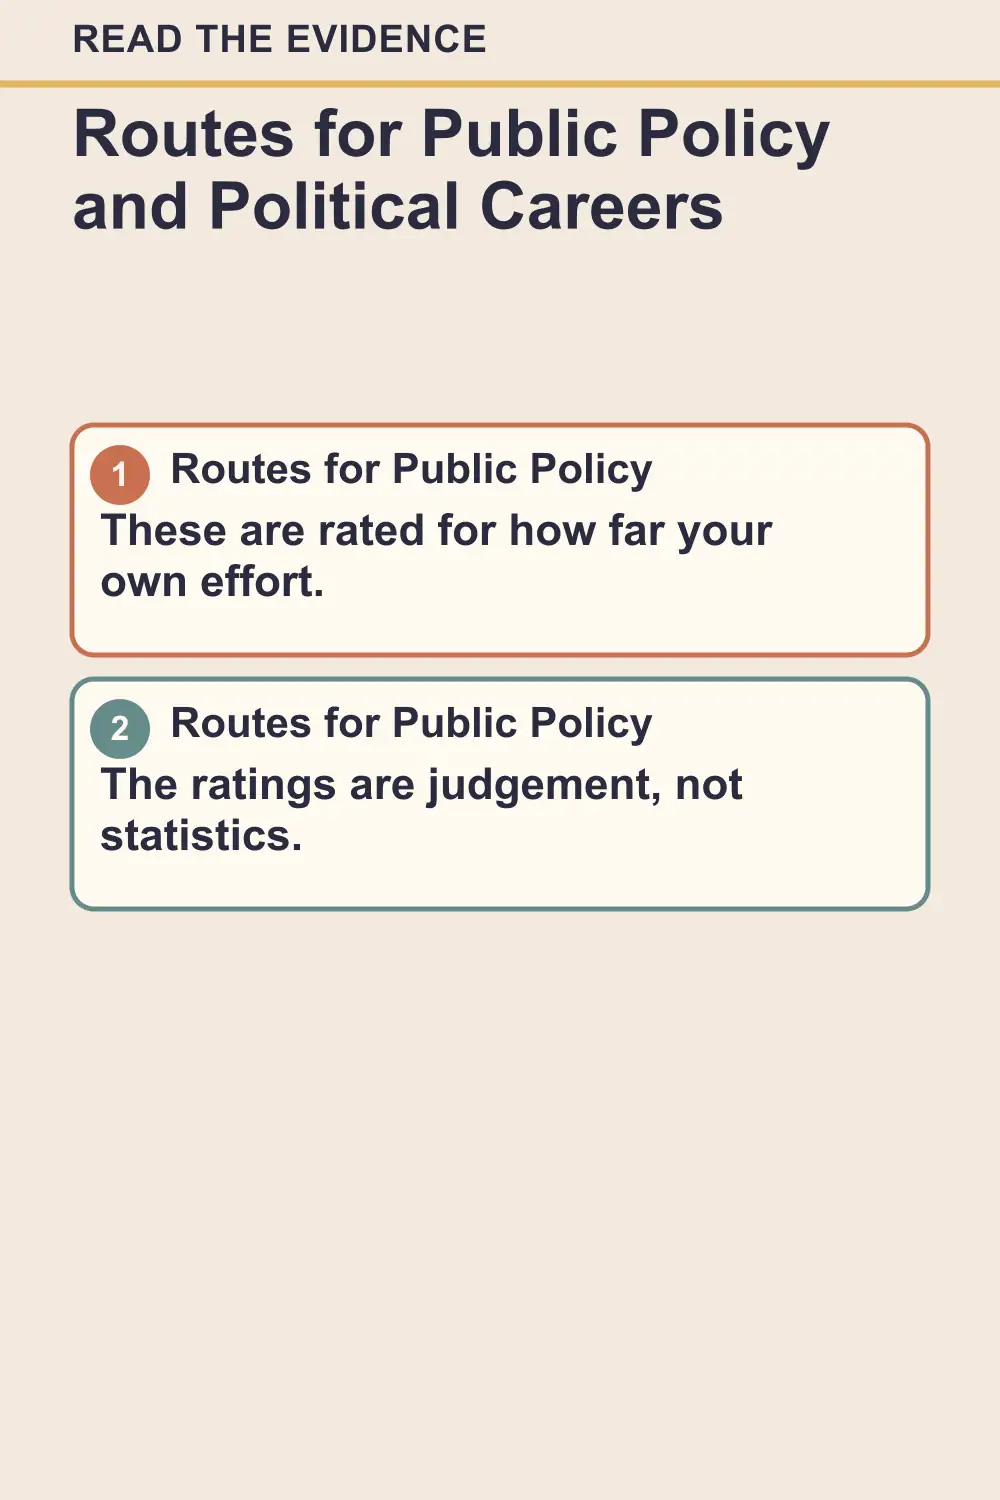 READ THE EVIDENCE
Routes for Public Policy
and Political Careers
1 Routes for Public Policy
These are rated for how far your
own effort.
2 Routes for Public Policy
The ratings are judgement, not
statistics.